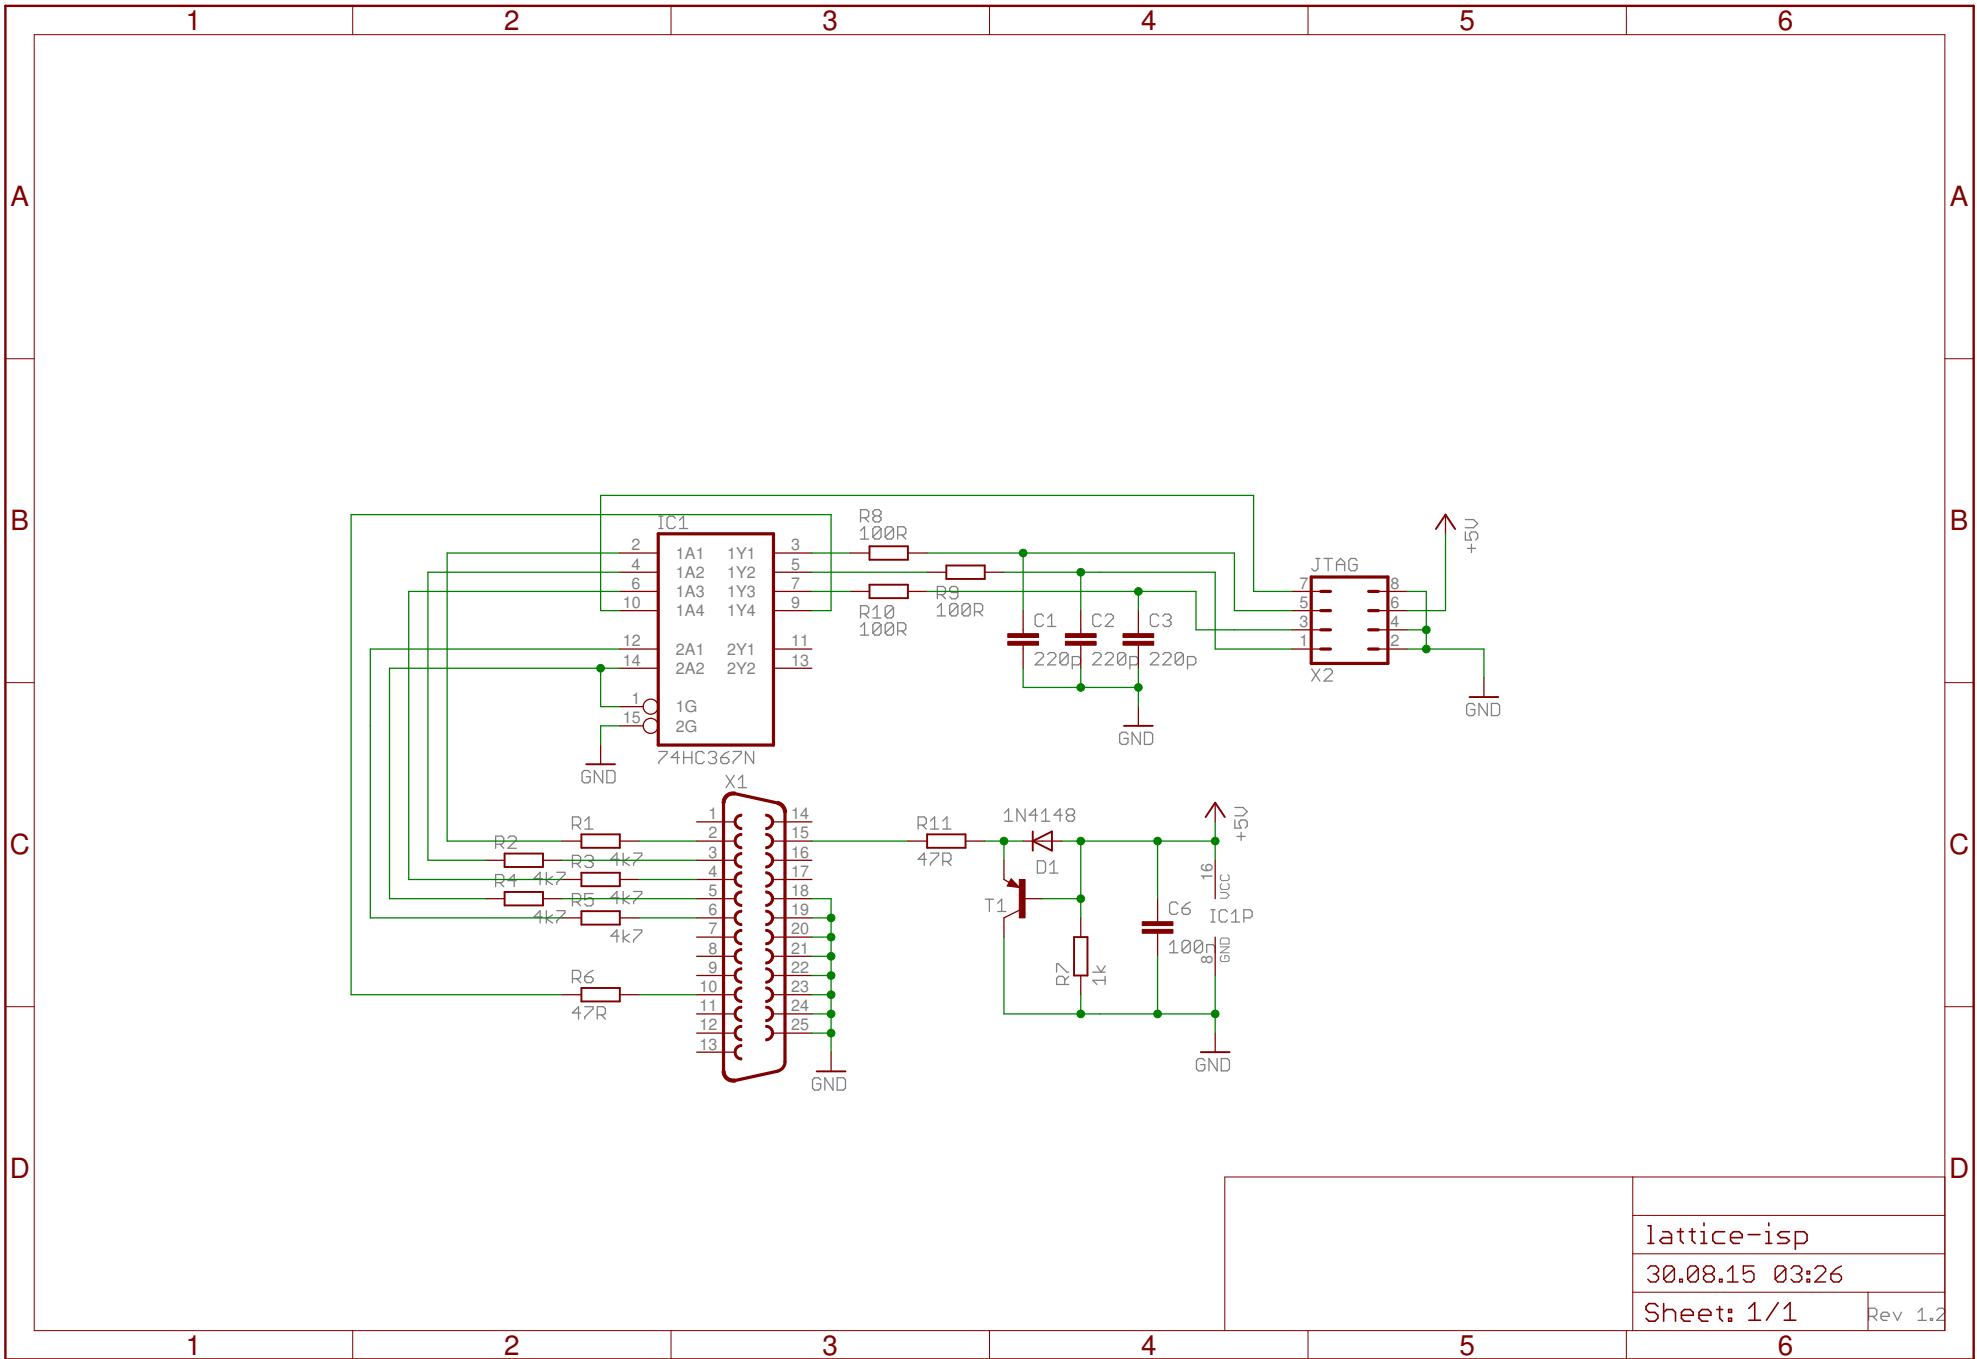 1 2 3 4 5 6
A A
B B
C C
D D
IC1
2 1A1 1Y1 3
4 1A2 1Y2 5
6 1A3 1Y3 7
10 1A4 1Y4 9
12 2A1 2Y1 11
14 2A2 2Y2 13
1 1G
15 2G
74HC367N
GND
R8
100R
R9
100R
R10
100R
C1
220p
C2
220p
C3
220p
GND
JTAG
7 8
5 6
3 4
1 2
X2
+5V
GND
X1
1 14
2 15
3 16
4 17
5 18
6 19
7 20
8 21
9 22
10 23
11 24
12 25
13
GND
R1
4k7
R2
4k7
R3
4k7
R4
4k7
R5
4k7
R6
47R
R11
47R
1N4148
D1
T1
R7
1k
C6
100n
+5V
16
VCC
IC1P
8
GND
GND
lattice-isp
30.08.15 03:26
Sheet: 1/1
Rev 1.2
1 2 3 4 5 6